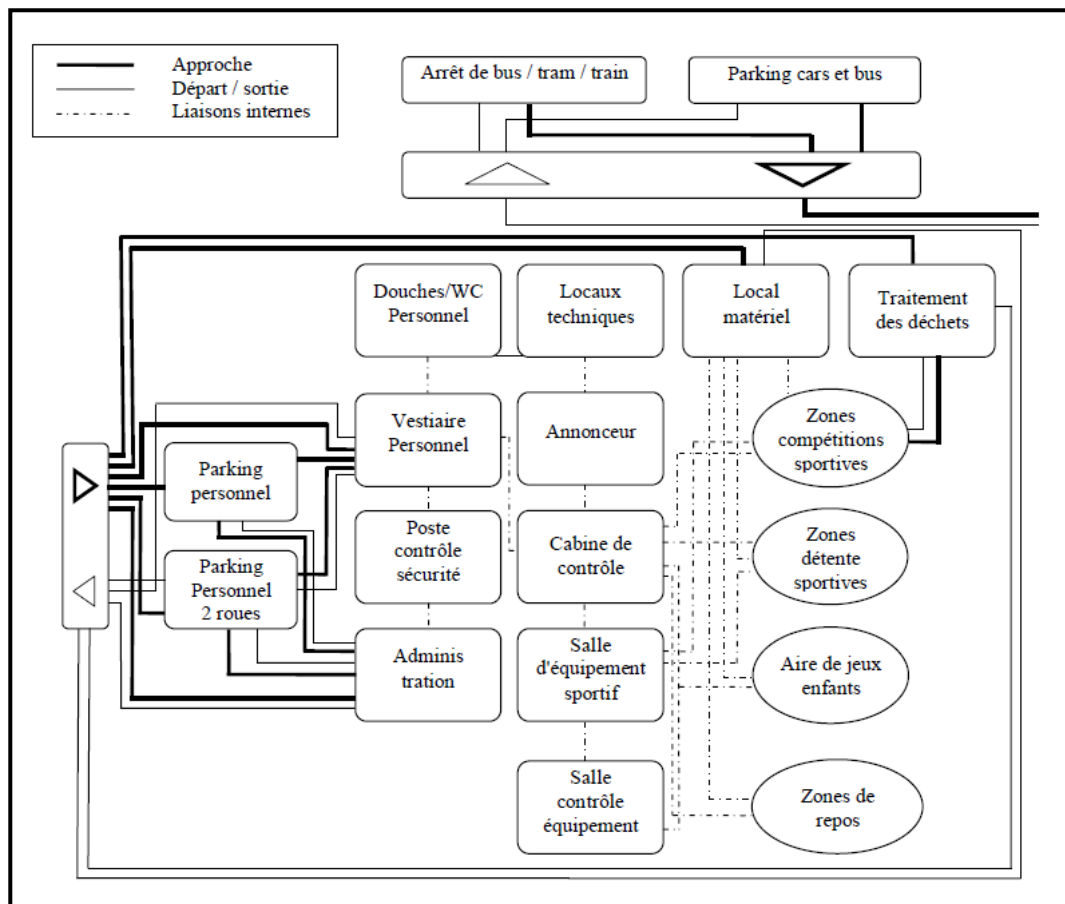 Approche
Départ / sortie
Liaisons internes
Arrêt de bus / tram / train
Parking cars et bus
Douches/WC
Personnel
Locaux
techniques
Local
matériel
Traitement
des déchets
Vestiaire
Personnel
Annonceur
Zones
compétitions
sportives
Parking
personnel
Poste
contrôle
sécurité
Cabine de
contrôle
Zones
détente
sportives
Parking
Personnel
2 roues
Adminis
tration
Salle
d'équipement
sportif
Aire de jeux
enfants
Salle
contrôle
équipement
Zones de
repos